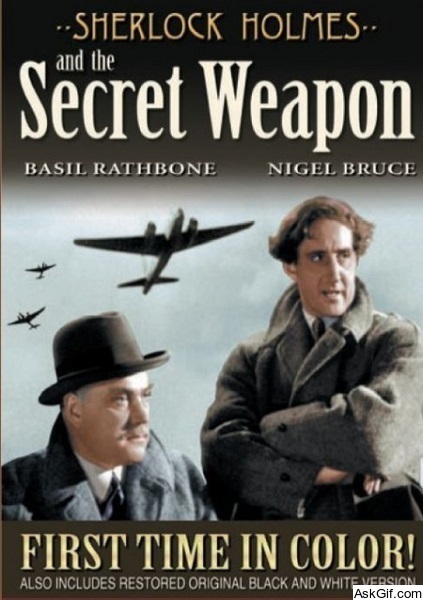 ··SHERLOCK HOLMES··
and the
Secret Weapon
BASIL RATHBONE NIGEL BRUCE
FIRST TIME IN COLOR!
ALSO INCLUDES RESTORED ORIGINAL BLACK AND WHITE VERSION
AskGif.com